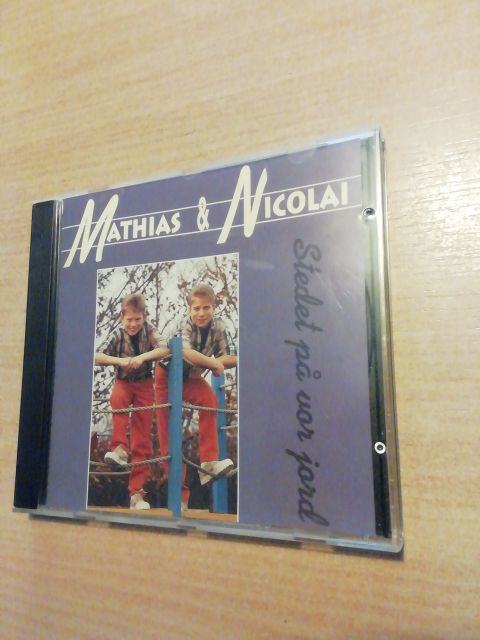 MATHIAS & NICOLAI
Stedet på vor jord